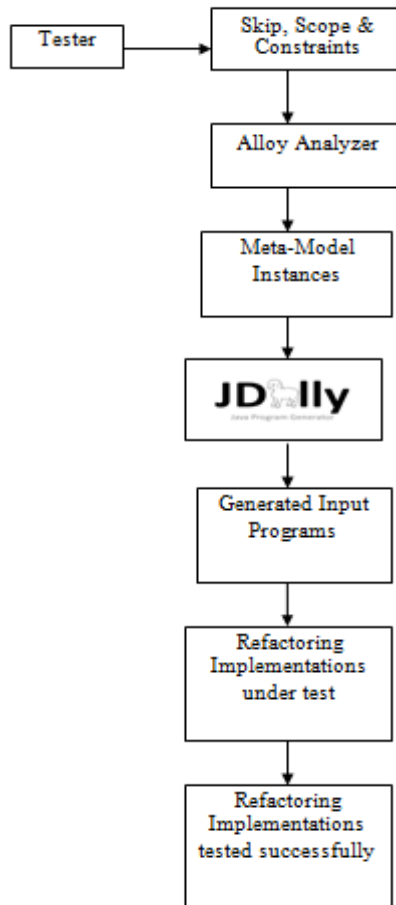 Tester
Skip, Scope &
Constraints
Alloy Analyzer
Meta-Model
Instances
JDolly
Java Program Generator
Generated Input
Programs
Refactoring
Implementations
under test
Refactoring
Implementations
tested successfully